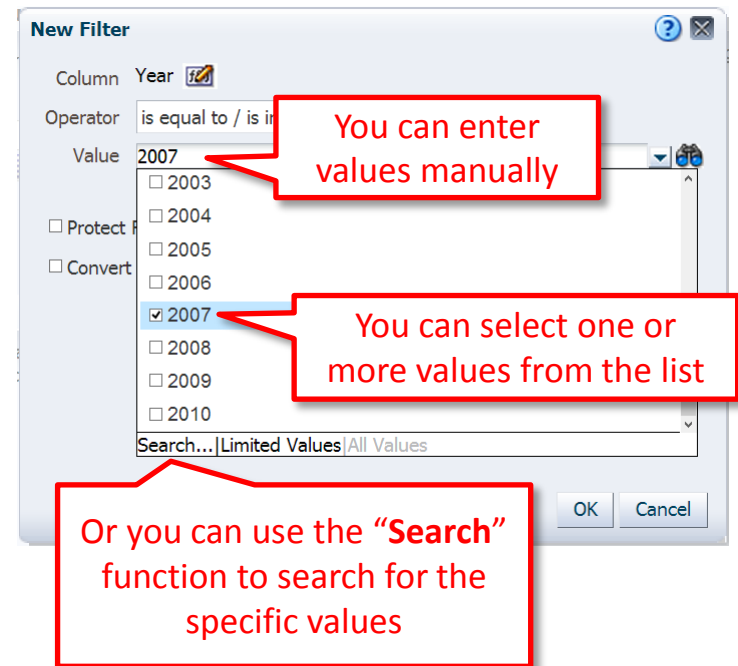 New Filter
Column Year
Operator is equal to / is in
You can enter
values manually
Value 2007
2003
2004
Protect
2005
Convert
2006
2007
You can select one or
more values from the list
2008
2009
2010
Search...|Limited Values|All Values
OK Cancel
Or you can use the “Search”
function to search for the
specific values